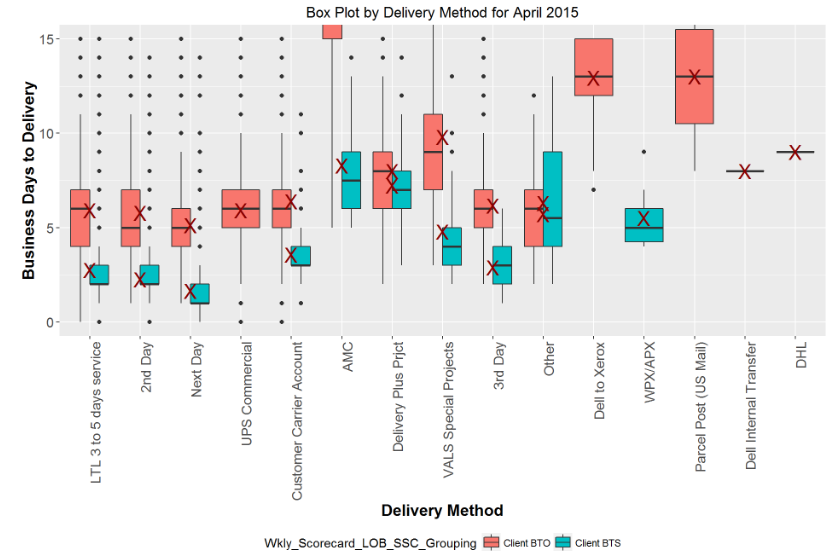 Box Plot by Delivery Method for April 2015
Business Days to Delivery
15
10
5
0
LTL 3 to 5 days service
2nd Day
Next Day
UPS Commercial
Customer Carrier Account
AMC
Delivery Plus Prjct
VALS Special Projects
3rd Day
Other
Dell to Xerox
WPX/APX
Parcel Post (US Mail)
Dell Internal Transfer
DHL
Delivery Method
Wkly_Scorecard_LOB_SSC_Grouping Client BTO Client BTS